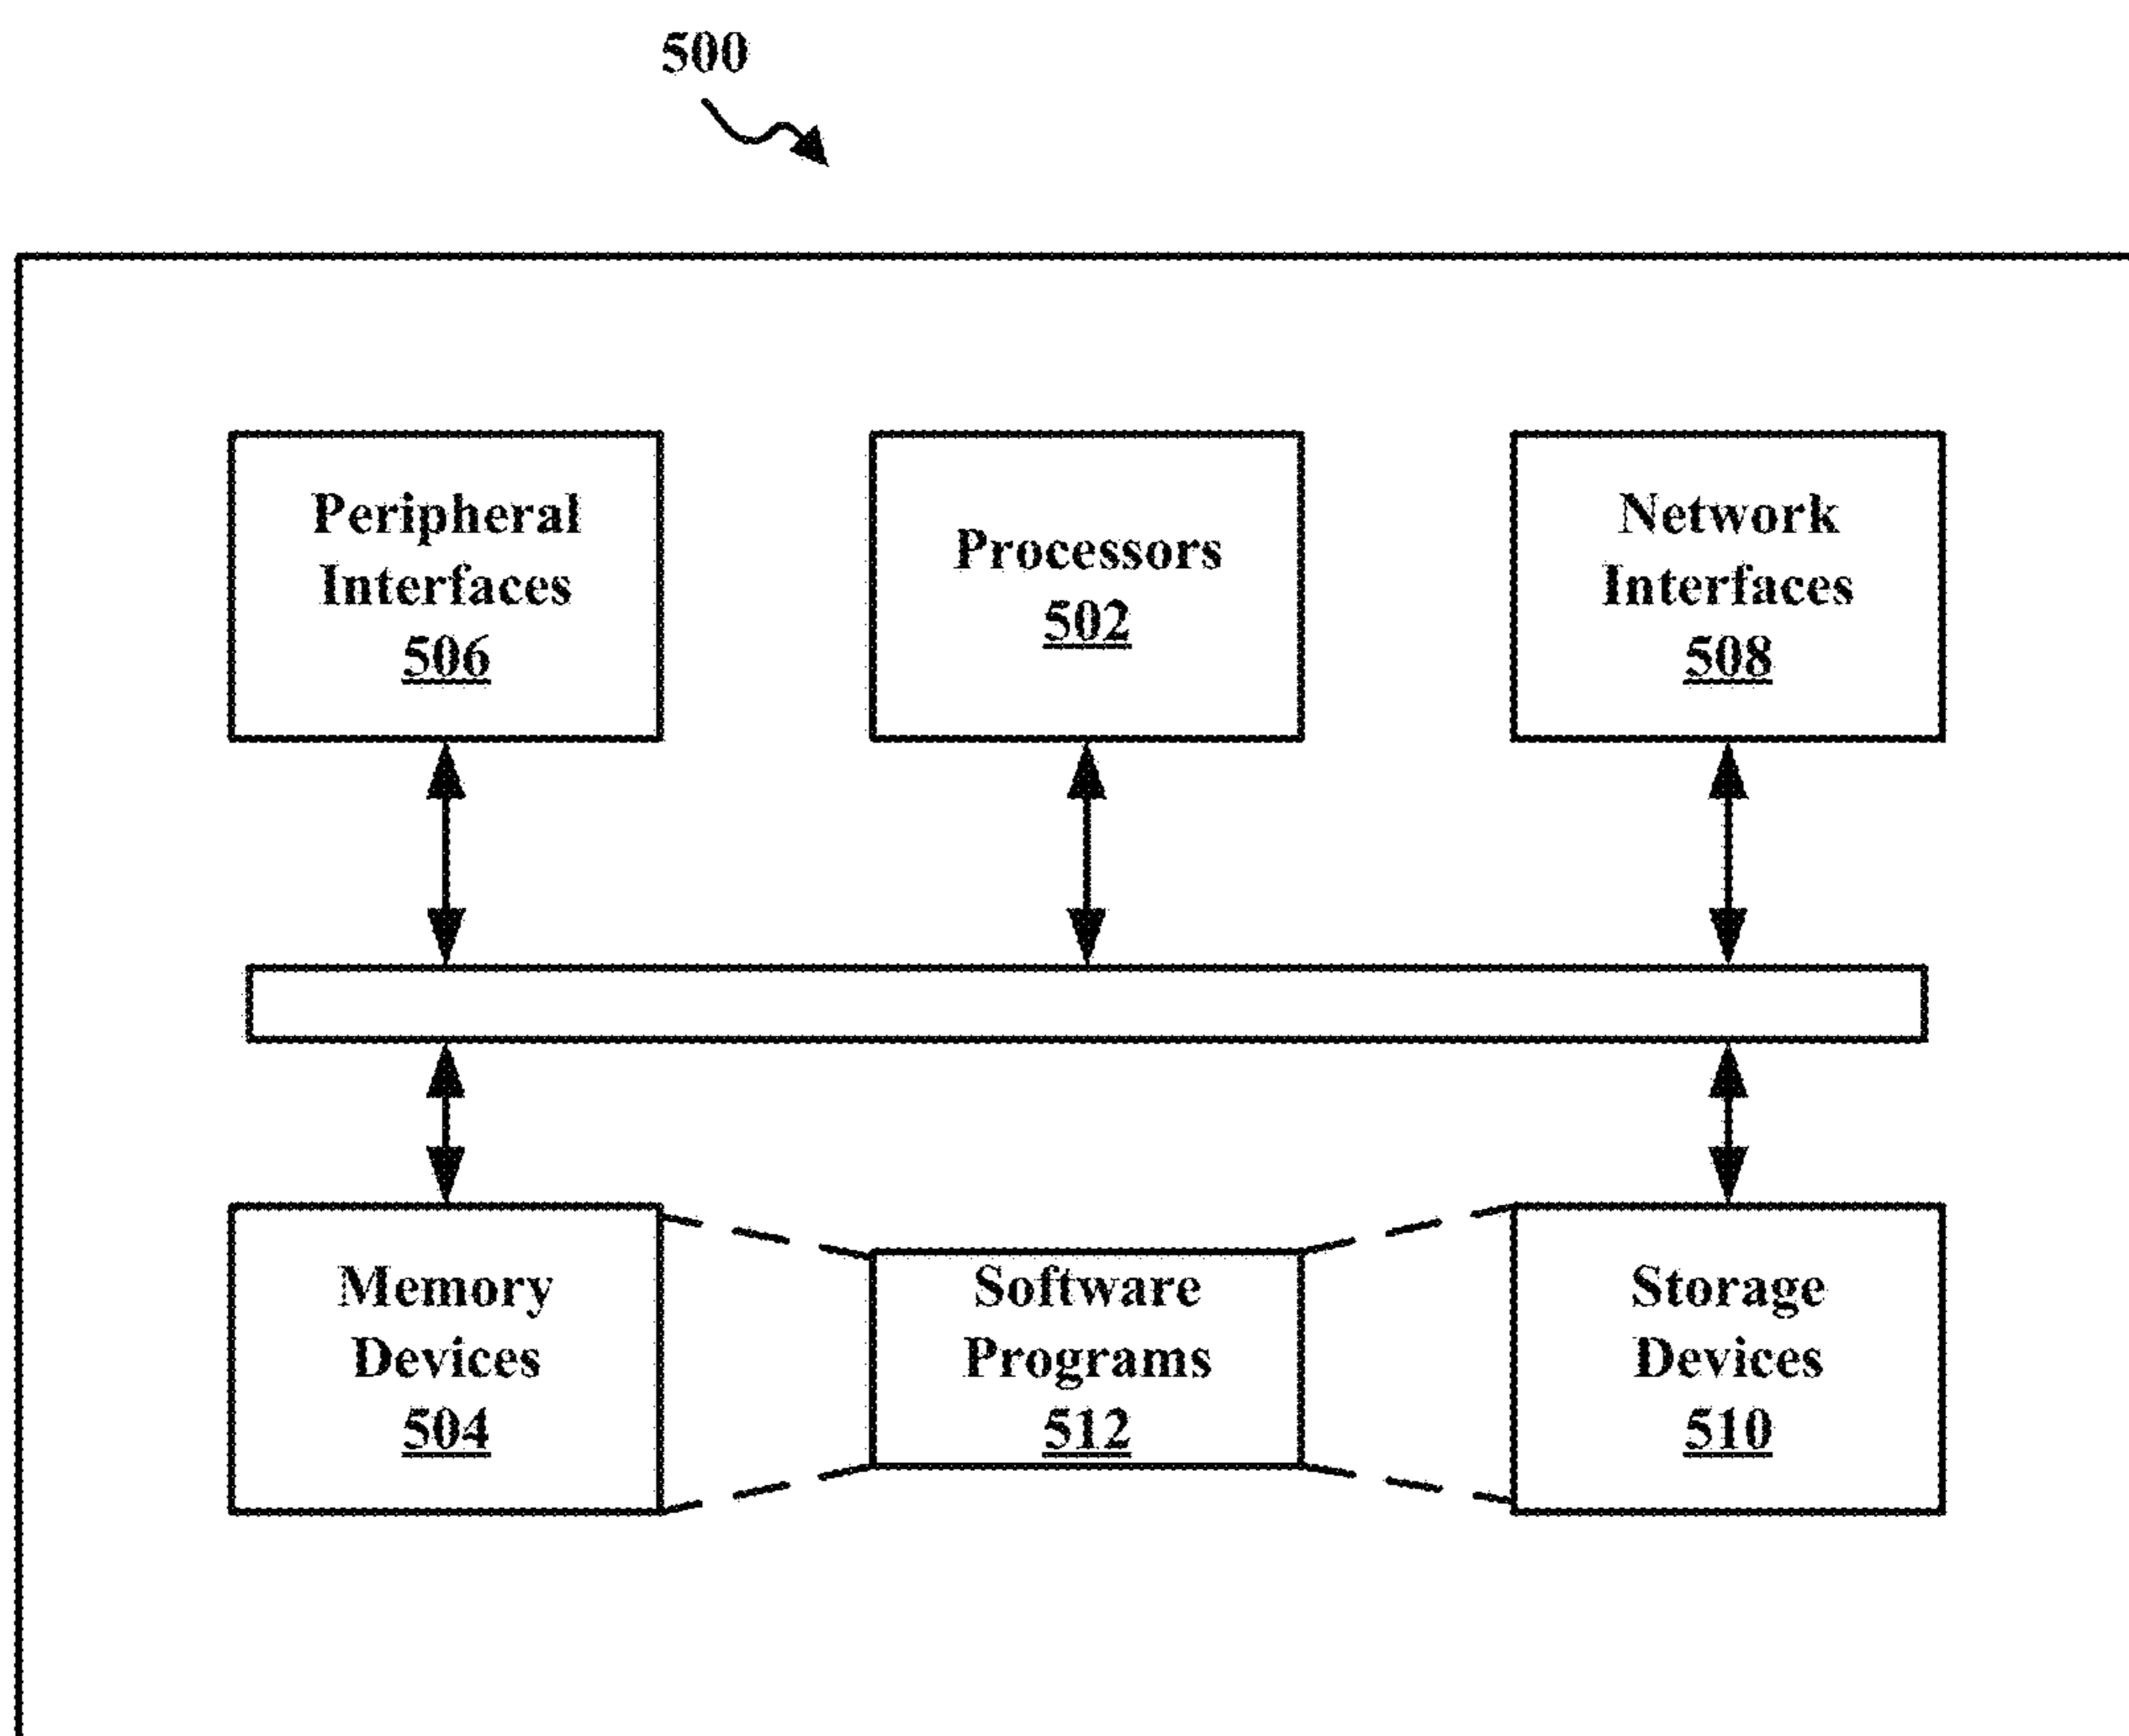 500
Peripheral
Interfaces
506
Processors
502
Network
Interfaces
508
Memory
Devices
504
Software
Programs
512
Storage
Devices
510